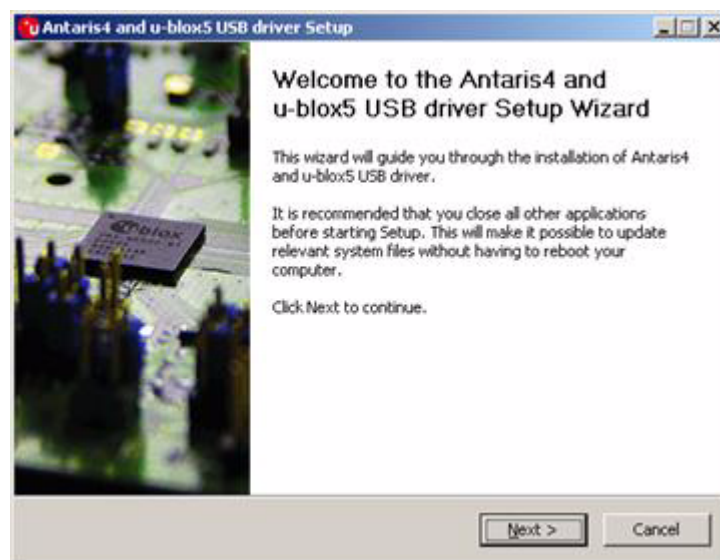 Antaris4 and u-blox5 USB driver Setup
Welcome to the Antaris4 and
u-blox5 USB driver Setup Wizard
This wizard will guide you through the installation of Antaris4
and u-blox5 USB driver.
It is recommended that you close all other applications
before starting Setup. This will make it possible to update
relevant system files without having to reboot your
computer.
Click Next to continue.
blox
Next >
Cancel